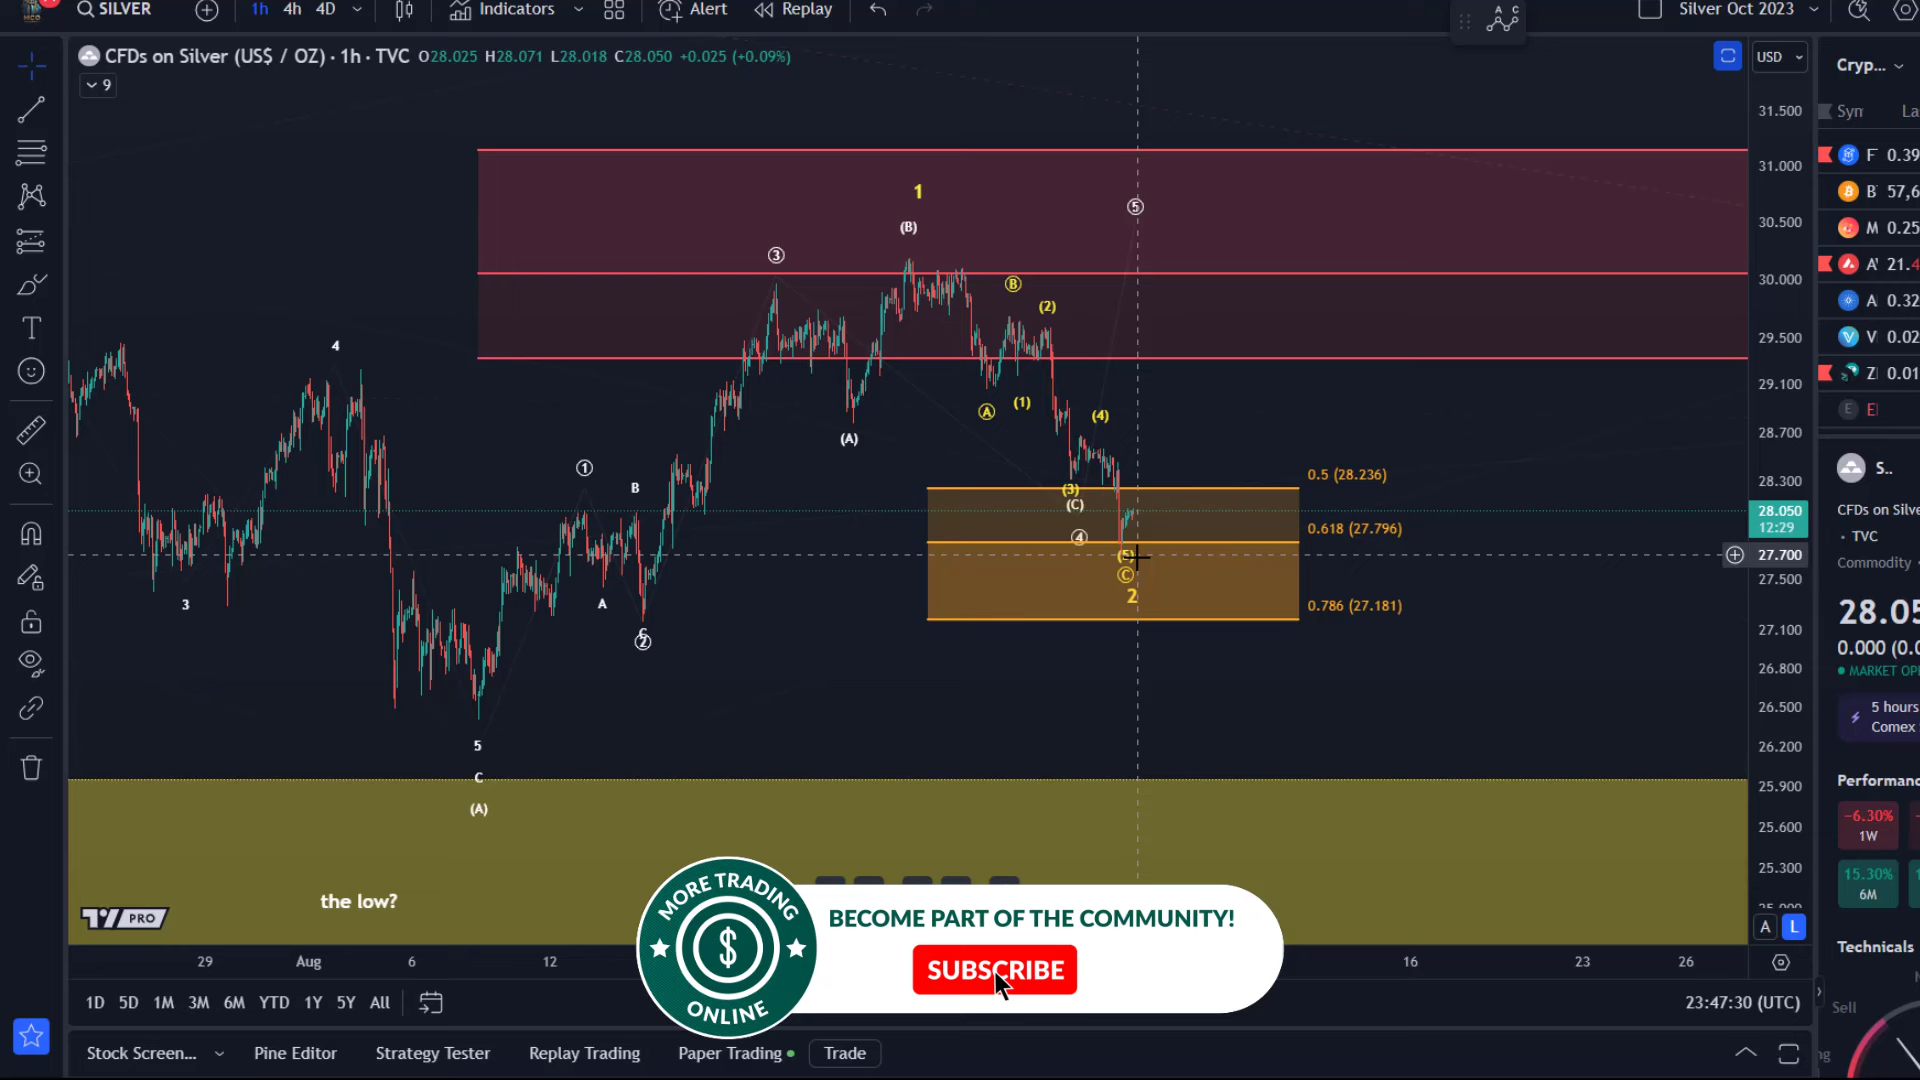 SILVER
1h 4h 4D
Indicators
Alert
Replay
Silver Oct 2023
CFDs on Silver (US$ / OZ) · 1h · TVC O28.025 H28.071 L28.018 C28.050 +0.025 (+0.09%)
9
USD
Cryp...
Syn
La
31.500
31.000
30.500
30.000
29.500
29.100
28.700
28.300
28.050
12:29
27.700
27.500
27.100
26.800
26.500
26.200
25.900
25.600
25.300
F 0.39
B 57,6
M 0.25
A 21.4
A 0.32
V 0.02
Z 0.01
E
S..
CFDs on Silve
· TVC
Commodity ·
28.05
0.000 (0.0
MARKET OPE
5 hours
Comex
Performanc
-6.30%
1W
15.30%
6M
Technicals
Sell
1
5
(B)
3
B
(2)
4
A
(1)
(4)
(A)
1
B
0.5 (28.236)
(3)
(C)
0.618 (27.796)
4
(5)
C
2
0.786 (27.181)
3
A
C
2
5
C
(A)
the low?
PRO
A L
MORE TRADING
$
ONLINE
BECOME PART OF THE COMMUNITY!
SUBSCRIBE
29 Aug 6 12 16 23 26
1D 5D 1M 3M 6M YTD 1Y 5Y All
23:47:30 (UTC)
Stock Screen... Pine Editor Strategy Tester Replay Trading Paper Trading Trade